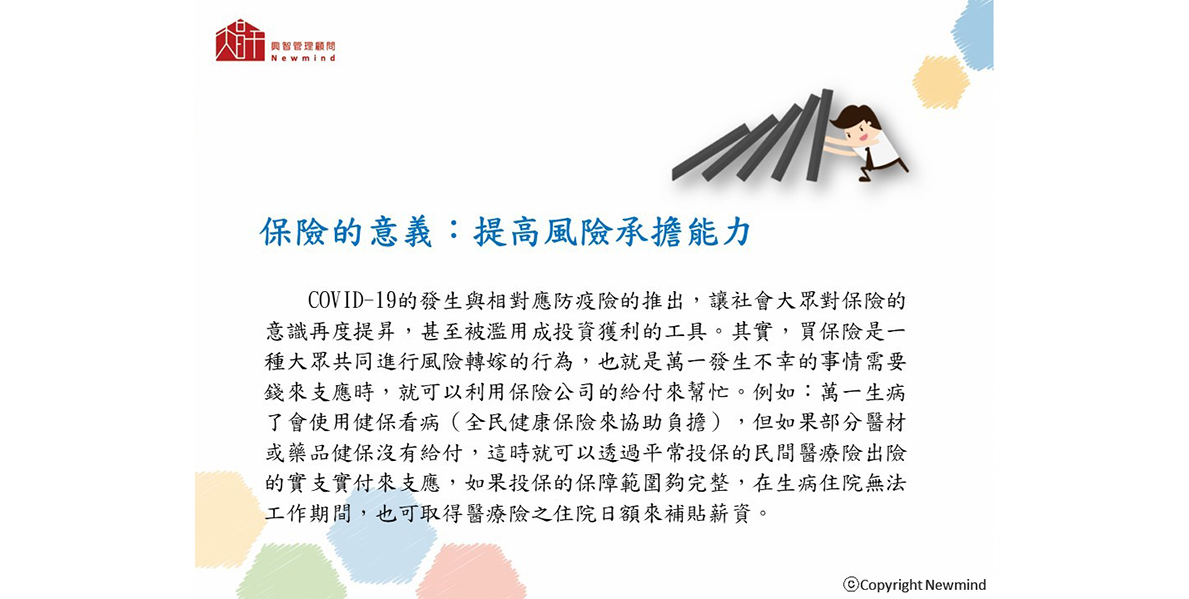 興智管理顧問
Newmind
保險的意義：提高風險承擔能力
COVID-19的發生與相對應防疫險的推出，讓社會大眾對保險的
意識再度提昇，甚至被濫用成投資獲利的工具。其實，買保險是一
種大眾共同進行風險轉嫁的行為，也就是萬一發生不幸的事情需要
錢來支應時，就可以利用保險公司的給付來幫忙。例如：萬一生病
了會使用健保看病（全民健康保險來協助負擔），但如果部分醫材
或藥品健保沒有給付，這時就可以透過平常投保的民間醫療險出險
的實支實付來支應，如果投保的保障範圍夠完整，在生病住院無法
工作期間，也可取得醫療險之住院日額來補貼薪資。
ⓒCopyright Newmind